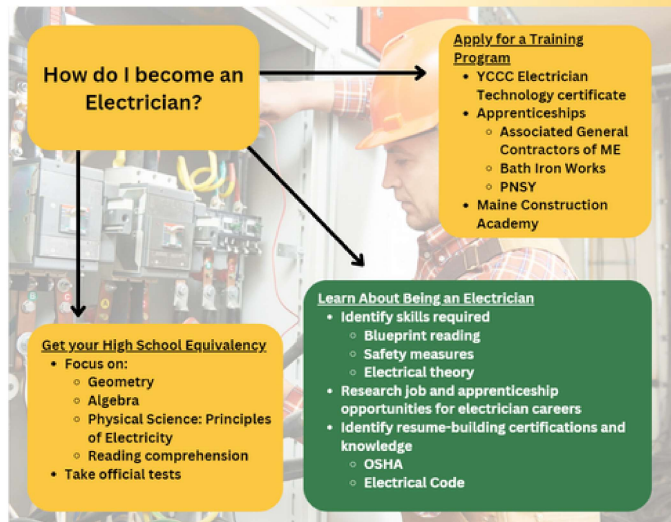 How do I become an
Electrician?
Apply for a Training
Program
• YCCC Electrician
Technology certificate
• Apprenticeships
○ Associated General
Contractors of ME
○ Bath Iron Works
○ PNSY
• Maine Construction
Academy
Learn About Being an Electrician
• Identify skills required
○ Blueprint reading
○ Safety measures
○ Electrical theory
• Research job and apprenticeship
opportunities for electrician careers
• Identify resume-building certifications and
knowledge
○ OSHA
○ Electrical Code
Get your High School Equivalency
• Focus on:
○ Geometry
○ Algebra
○ Physical Science: Principles
of Electricity
○ Reading comprehension
• Take official tests